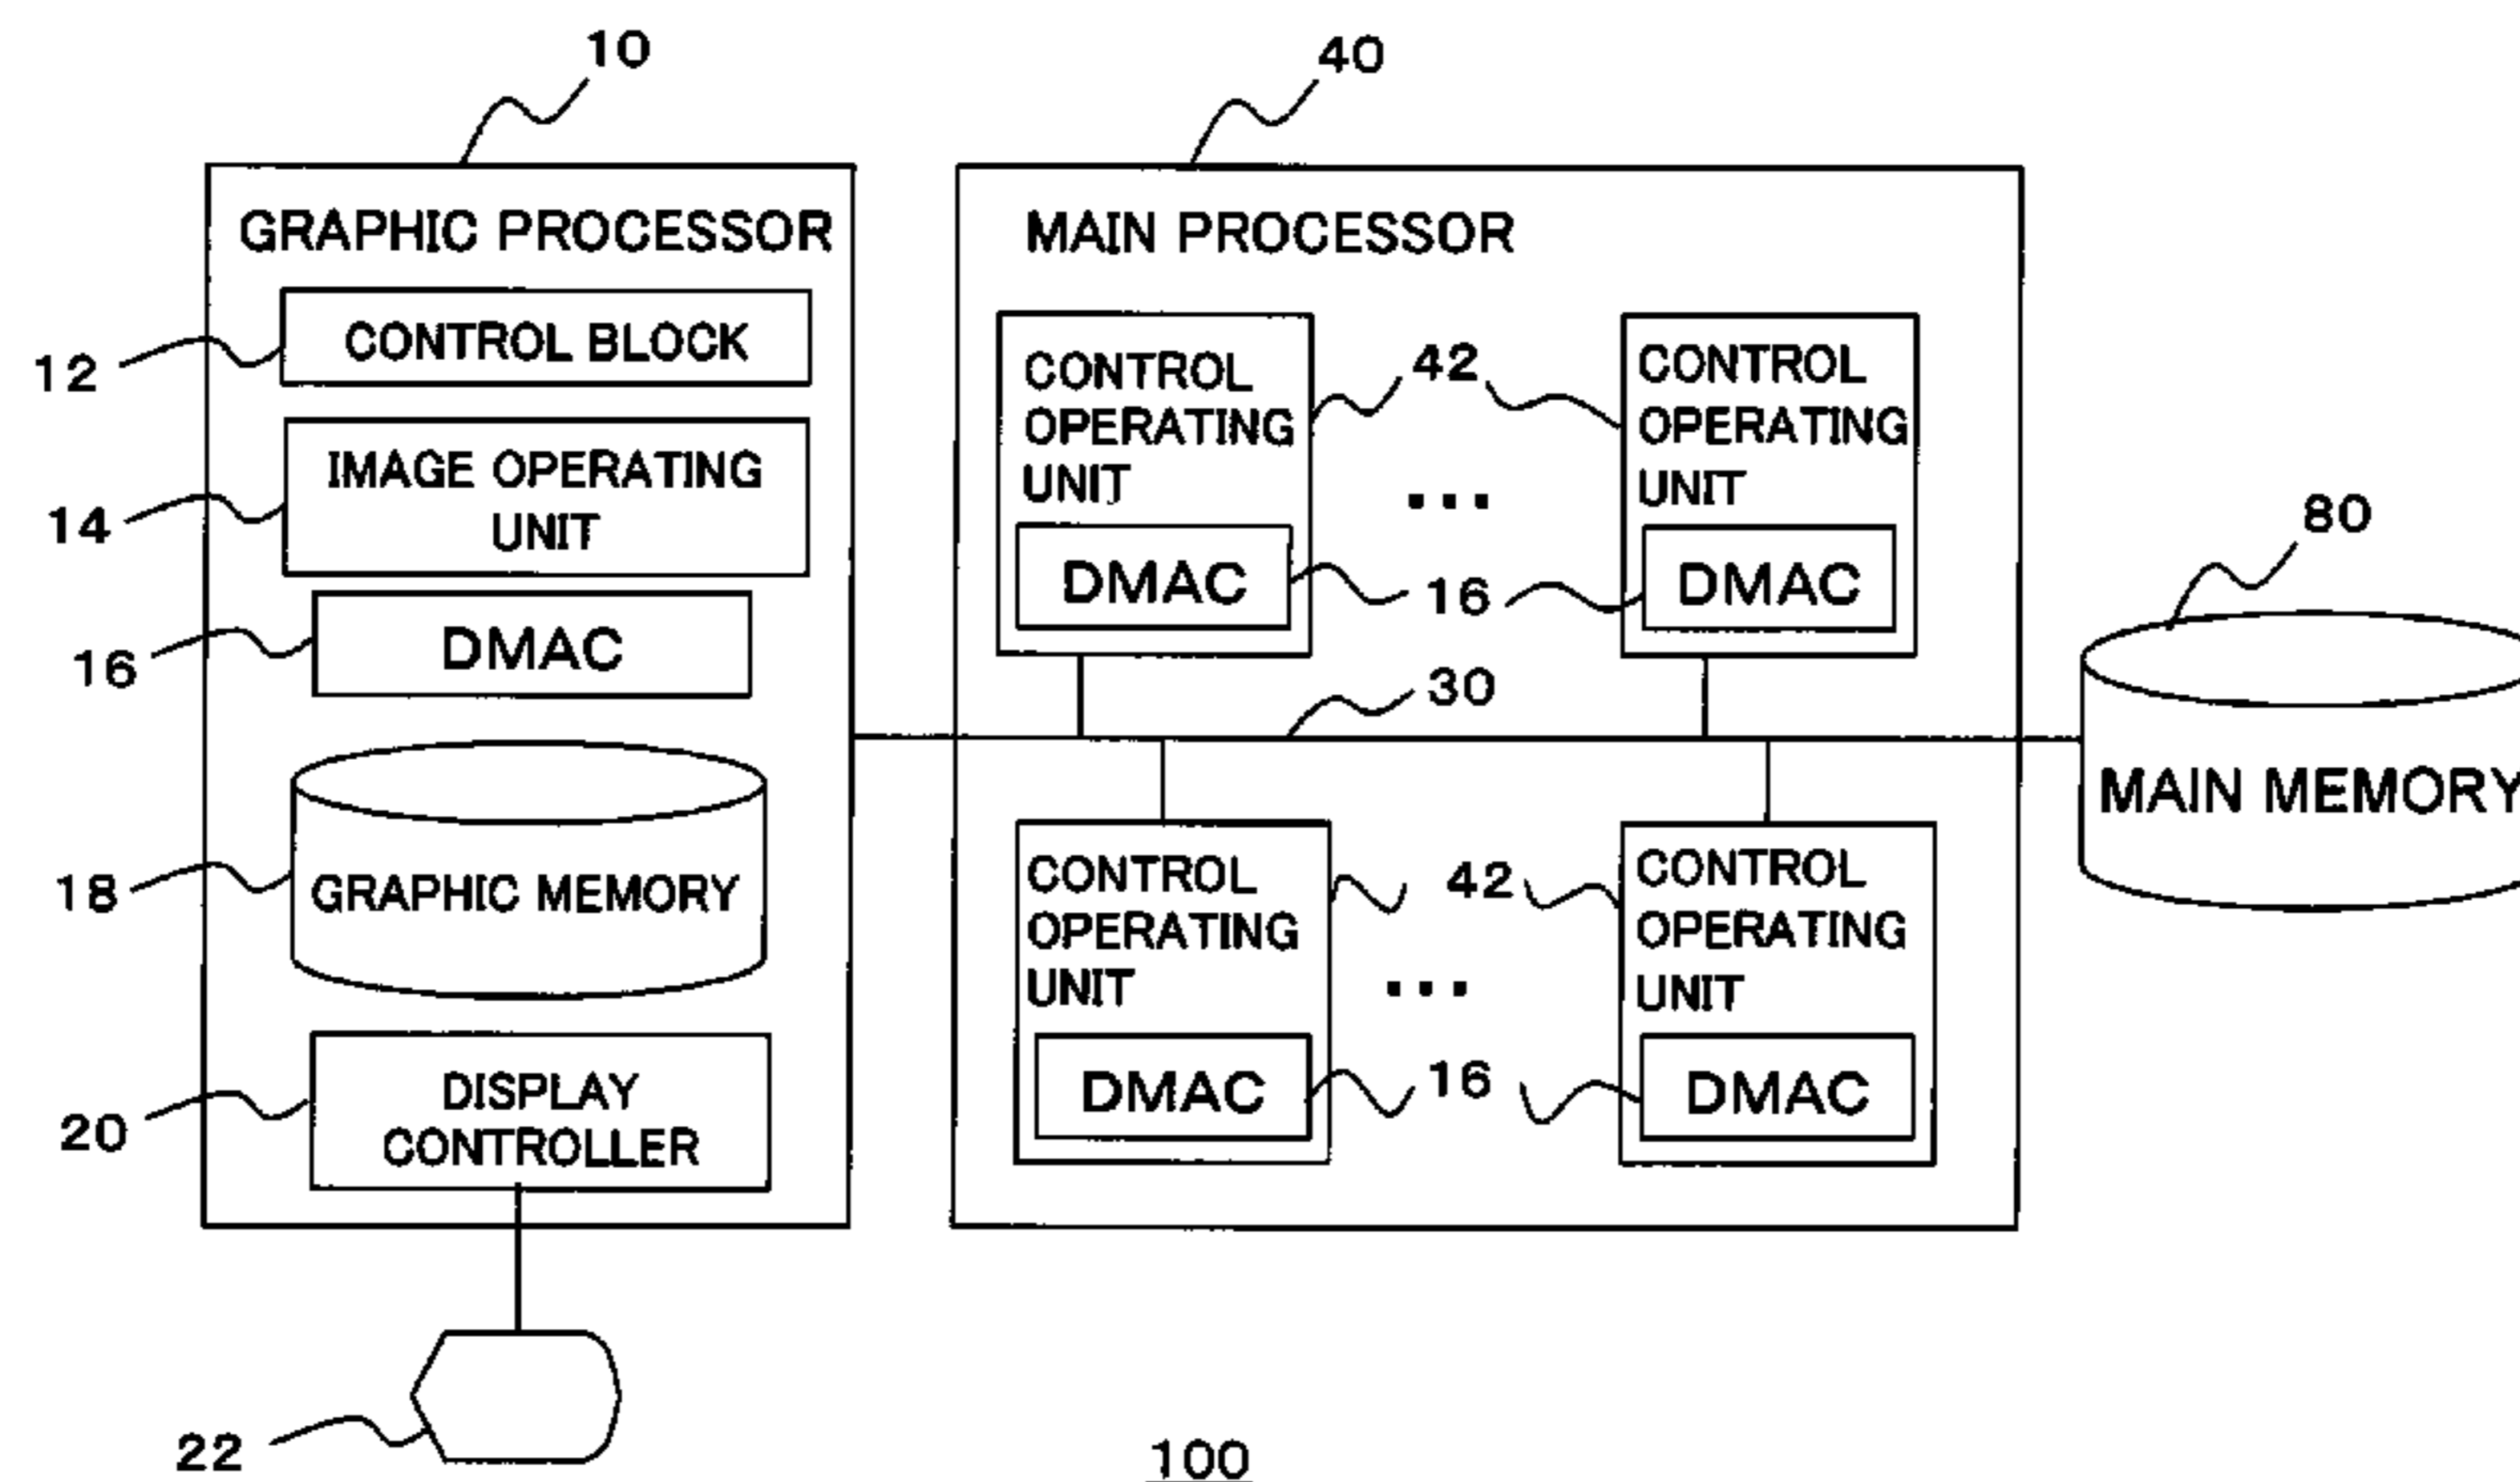 10
40
GRAPHIC PROCESSOR
MAIN PROCESSOR
CONTROL BLOCK
12
IMAGE OPERATING
UNIT
14
DMAC
16
GRAPHIC MEMORY
18
DISPLAY
CONTROLLER
20
22
CONTROL
OPERATING
UNIT
DMAC
42
...
16
CONTROL
OPERATING
UNIT
DMAC
30
CONTROL
OPERATING
UNIT
DMAC
42
...
16
CONTROL
OPERATING
UNIT
DMAC
80
MAIN MEMORY
100